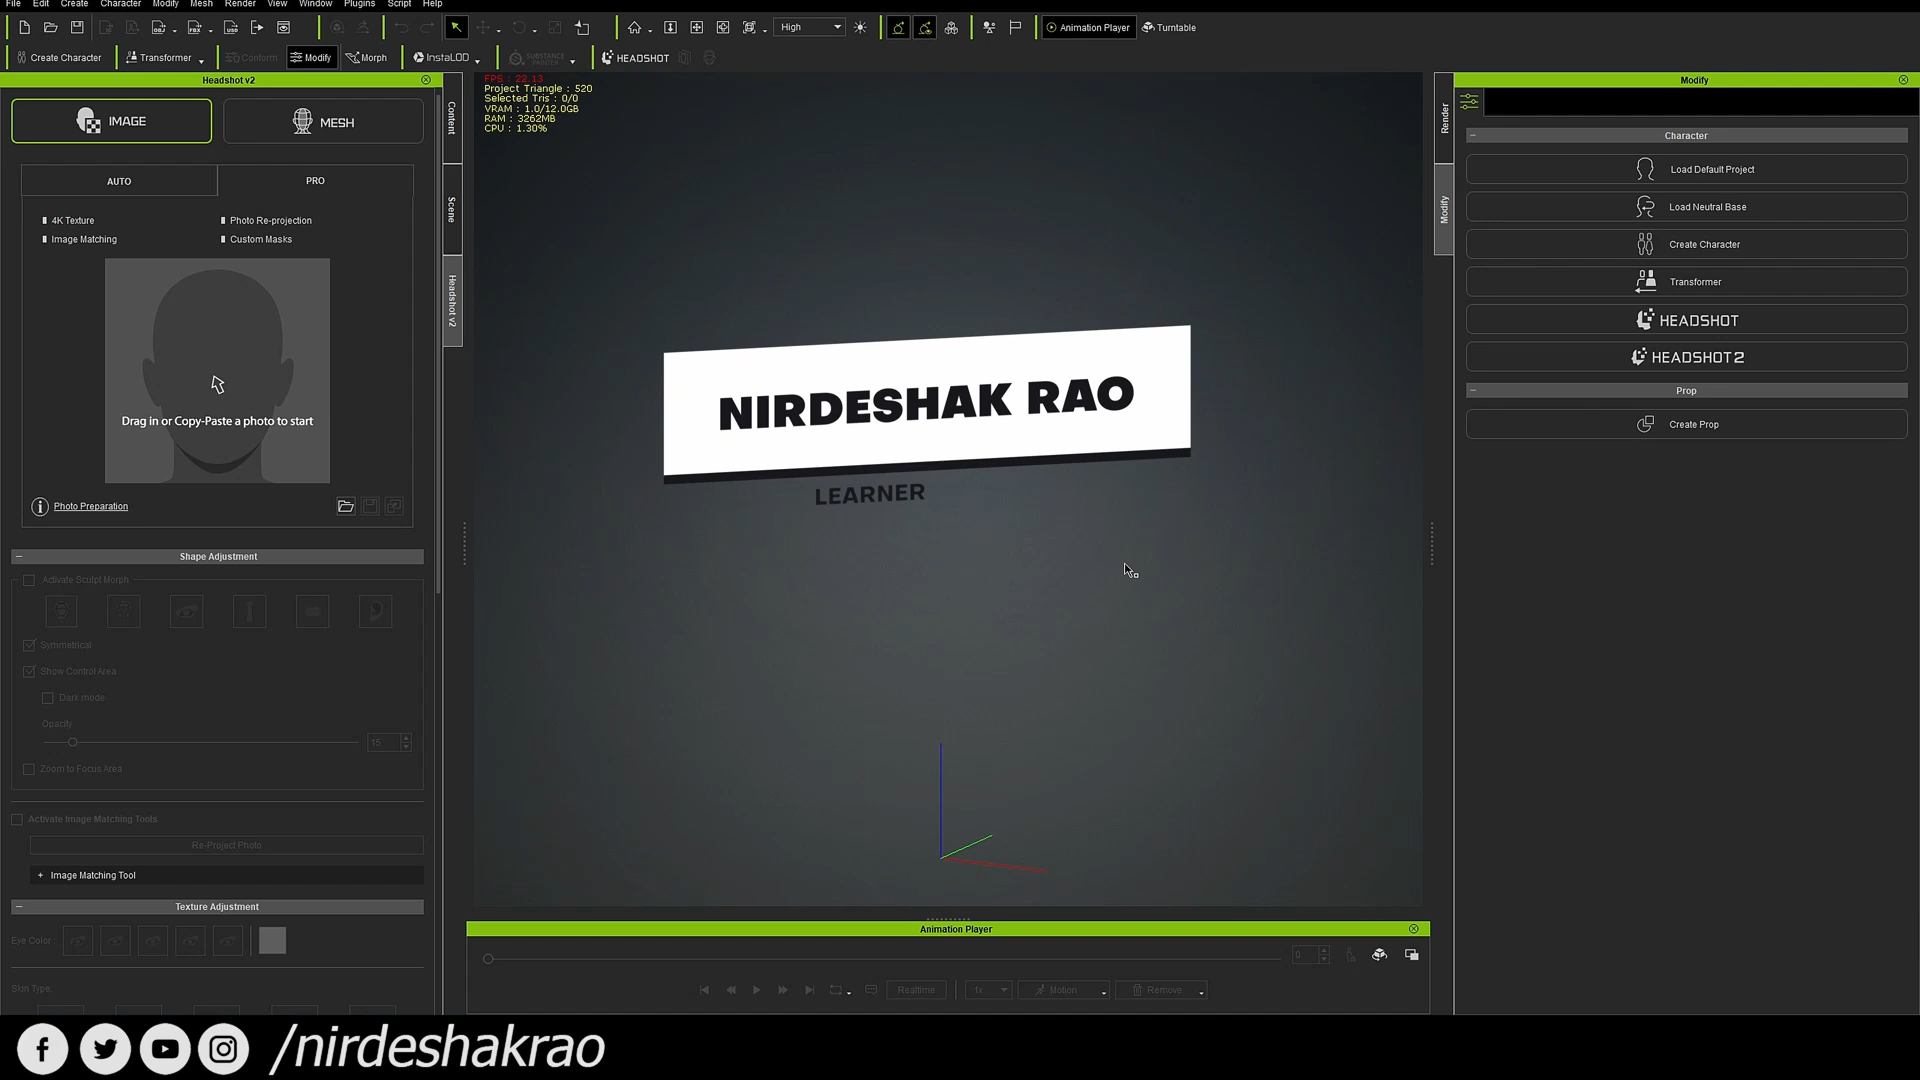 File Edit Create Character Modify Mesh Render View Window Plugins Script Help
High
Animation Player
Turntable
Create Character
Transformer
Conform
Modify
Morph
InstaLOD
SUBSTANCE PAINTER
HEADSHOT
Headshot v2
IMAGE
MESH
AUTO
PRO
4K Texture
Photo Re-projection
Image Matching
Custom Masks
Drag in or Copy-Paste a photo to start
Photo Preparation
Shape Adjustment
Activate Sculpt Morph
Symmetrical
Show Control Area
Dark mode
Opacity
15
Zoom to Focus Area
Activate Image Matching Tools
Re-Project Photo
+ Image Matching Tool
Texture Adjustment
Eye Color :
Skin Type:
Content
Scene
Headshot v2
FPS : 22.13
Project Triangle : 520
Selected Tris : 0/0
VRAM : 1.0/12.0GB
RAM : 3262MB
CPU : 1.30%
NIRDESHAK RAO
LEARNER
Animation Player
0
Realtime
1x
Motion
Remove
Render
Modify
Modify
Character
Load Default Project
Load Neutral Base
Create Character
Transformer
HEADSHOT
HEADSHOT 2
Prop
Create Prop
/nirdeshakrao